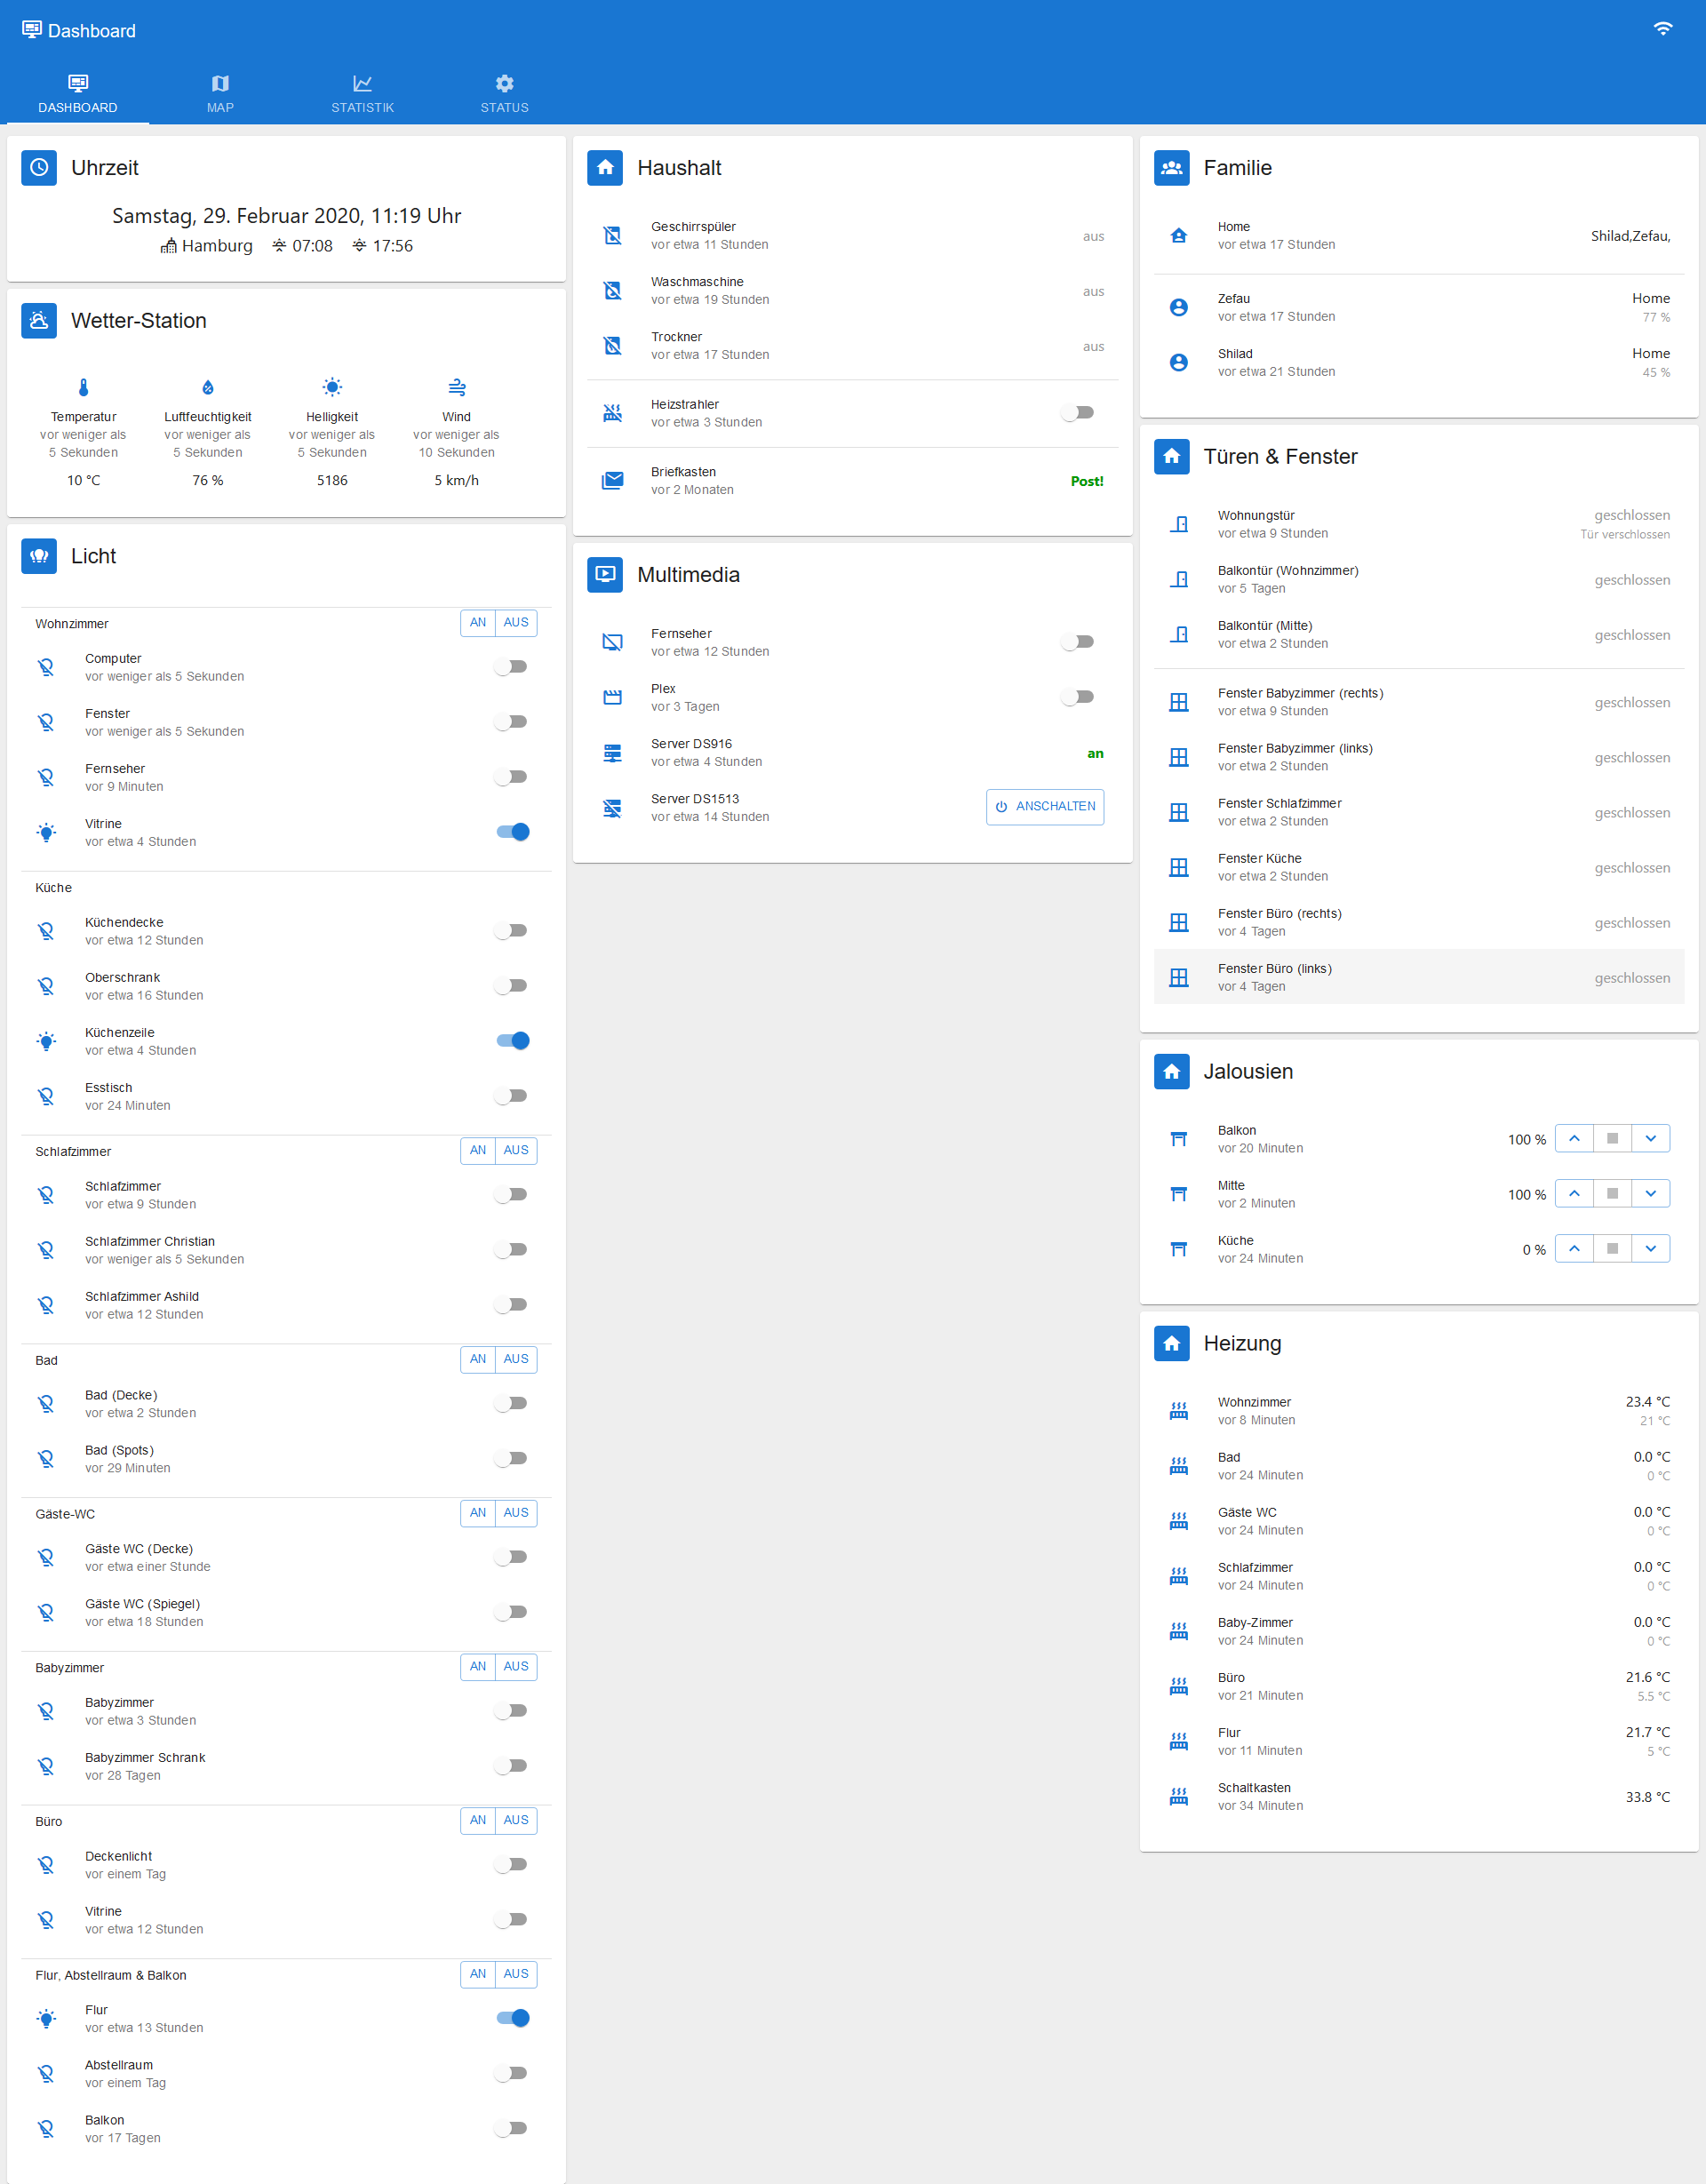 Dashboard
DASHBOARD
MAP
STATISTIK
STATUS
Uhrzeit
Samstag, 29. Februar 2020, 11:19 Uhr
Hamburg 07:08 17:56
Wetter-Station
Temperatur
vor weniger als
5 Sekunden
10 °C
Luftfeuchtigkeit
vor weniger als
5 Sekunden
76 %
Helligkeit
vor weniger als
5 Sekunden
5186
Wind
vor weniger als
10 Sekunden
5 km/h
Licht
Wohnzimmer AN AUS
Computer
vor weniger als 5 Sekunden
Fenster
vor weniger als 5 Sekunden
Fernseher
vor 9 Minuten
Vitrine
vor etwa 4 Stunden
Küche
Küchendecke
vor etwa 12 Stunden
Oberschrank
vor etwa 16 Stunden
Küchenzeile
vor etwa 4 Stunden
Esstisch
vor 24 Minuten
Schlafzimmer AN AUS
Schlafzimmer
vor etwa 9 Stunden
Schlafzimmer Christian
vor weniger als 5 Sekunden
Schlafzimmer Ashild
vor etwa 12 Stunden
Bad AN AUS
Bad (Decke)
vor etwa 2 Stunden
Bad (Spots)
vor 29 Minuten
Gäste-WC AN AUS
Gäste WC (Decke)
vor etwa einer Stunde
Gäste WC (Spiegel)
vor etwa 18 Stunden
Babyzimmer AN AUS
Babyzimmer
vor etwa 3 Stunden
Babyzimmer Schrank
vor 28 Tagen
Büro AN AUS
Deckenlicht
vor einem Tag
Vitrine
vor etwa 12 Stunden
Flur, Abstellraum & Balkon AN AUS
Flur
vor etwa 13 Stunden
Abstellraum
vor einem Tag
Balkon
vor 17 Tagen
Haushalt
Geschirrspüler
vor etwa 11 Stunden
aus
Waschmaschine
vor etwa 19 Stunden
aus
Trockner
vor etwa 17 Stunden
aus
Heizstrahler
vor etwa 3 Stunden
Briefkasten
vor 2 Monaten
Post!
Multimedia
Fernseher
vor etwa 12 Stunden
Plex
vor 3 Tagen
Server DS916
vor etwa 4 Stunden
an
Server DS1513
vor etwa 14 Stunden
ANSCHALTEN
Familie
Home
vor etwa 17 Stunden
Shilad,Zefau,
Zefau
vor etwa 17 Stunden
Home
77 %
Shilad
vor etwa 21 Stunden
Home
45 %
Türen & Fenster
Wohnungstür
vor etwa 9 Stunden
geschlossen
Tür verschlossen
Balkontür (Wohnzimmer)
vor 5 Tagen
geschlossen
Balkontür (Mitte)
vor etwa 2 Stunden
geschlossen
Fenster Babyzimmer (rechts)
vor etwa 9 Stunden
geschlossen
Fenster Babyzimmer (links)
vor etwa 2 Stunden
geschlossen
Fenster Schlafzimmer
vor etwa 2 Stunden
geschlossen
Fenster Küche
vor etwa 2 Stunden
geschlossen
Fenster Büro (rechts)
vor 4 Tagen
geschlossen
Fenster Büro (links)
vor 4 Tagen
geschlossen
Jalousien
Balkon
vor 20 Minuten
100 %
Mitte
vor 2 Minuten
100 %
Küche
vor 24 Minuten
0 %
Heizung
Wohnzimmer
vor 8 Minuten
23.4 °C
21 °C
Bad
vor 24 Minuten
0.0 °C
0 °C
Gäste WC
vor 24 Minuten
0.0 °C
0 °C
Schlafzimmer
vor 24 Minuten
0.0 °C
0 °C
Baby-Zimmer
vor 24 Minuten
0.0 °C
0 °C
Büro
vor 21 Minuten
21.6 °C
5.5 °C
Flur
vor 11 Minuten
21.7 °C
5 °C
Schaltkasten
vor 34 Minuten
33.8 °C